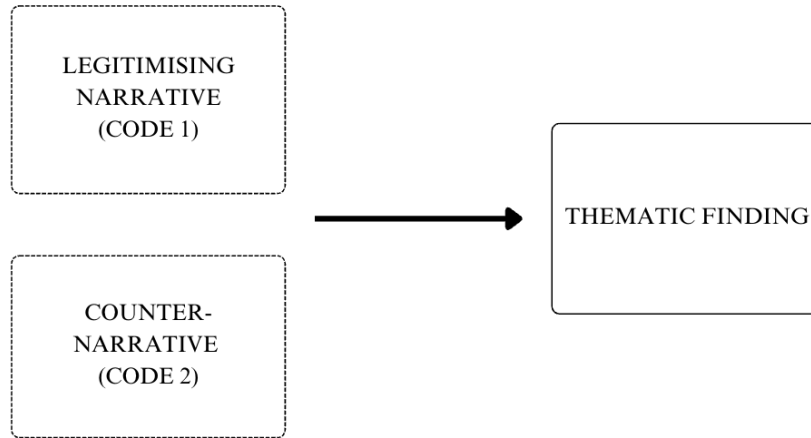 LEGITIMISING
NARRATIVE
(CODE 1)
THEMATIC FINDING
COUNTER-
NARRATIVE
(CODE 2)